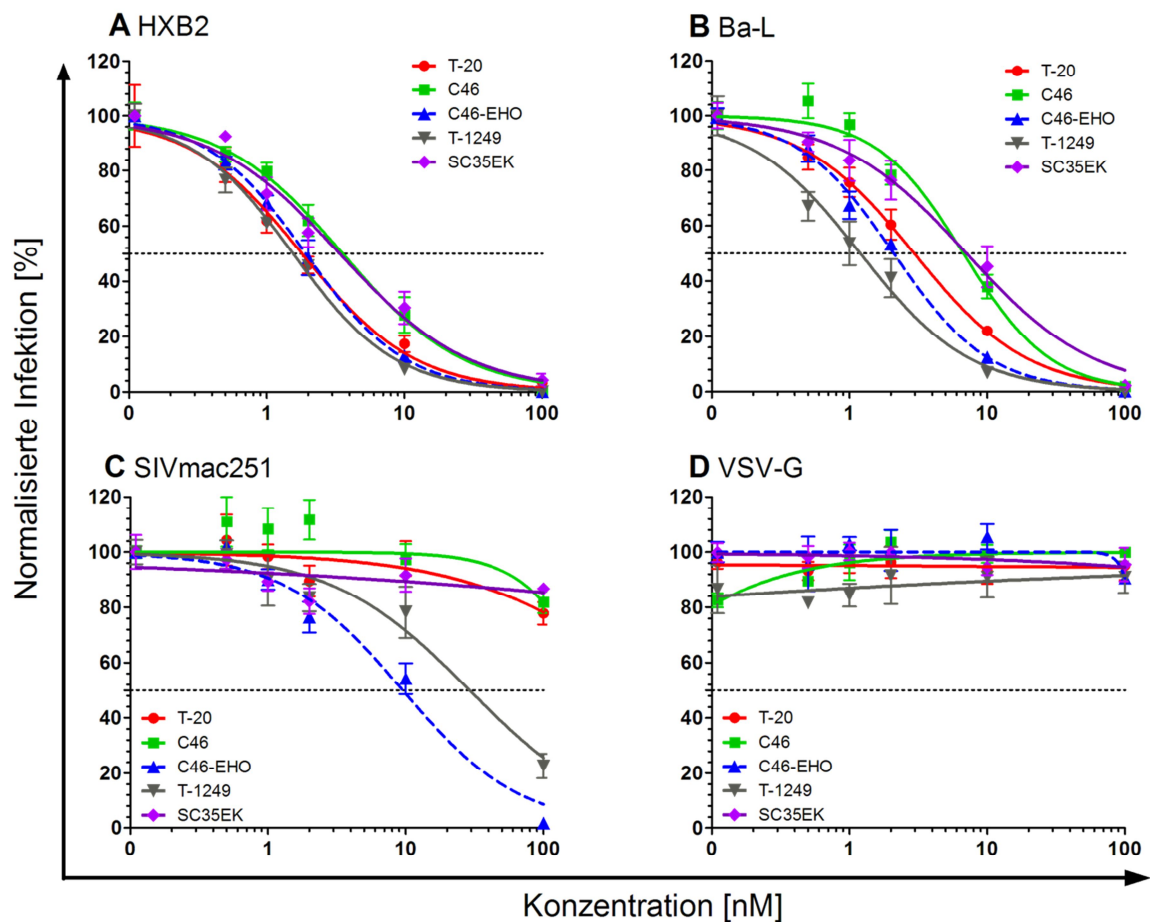 A HXB2
120
100
80
60
40
20
0
0 1 10 100
T-20
C46
C46-EHO
T-1249
SC35EK
B Ba-L
120
100
80
60
40
20
0
0 1 10 100
T-20
C46
C46-EHO
T-1249
SC35EK
C SIVmac251
120
100
80
60
40
20
0
0 1 10 100
T-20
C46
C46-EHO
T-1249
SC35EK
D VSV-G
120
100
80
60
40
20
0
0 1 10 100
T-20
C46
C46-EHO
T-1249
SC35EK
Normalisierte Infektion [%]
Konzentration [nM]